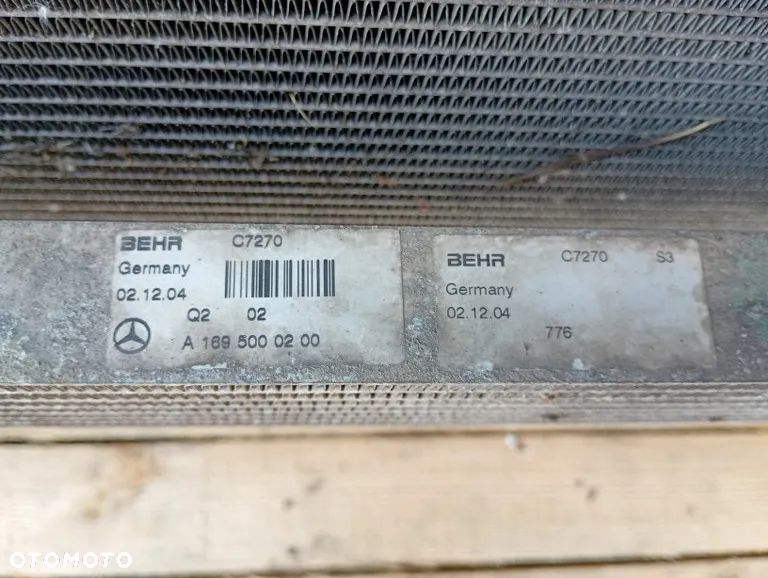 BEHR C7270
Germany
02.12.04
Q2 02
A 169 500 02 00
BEHR C7270 S3
Germany
02.12.04
776
OTOMOTO